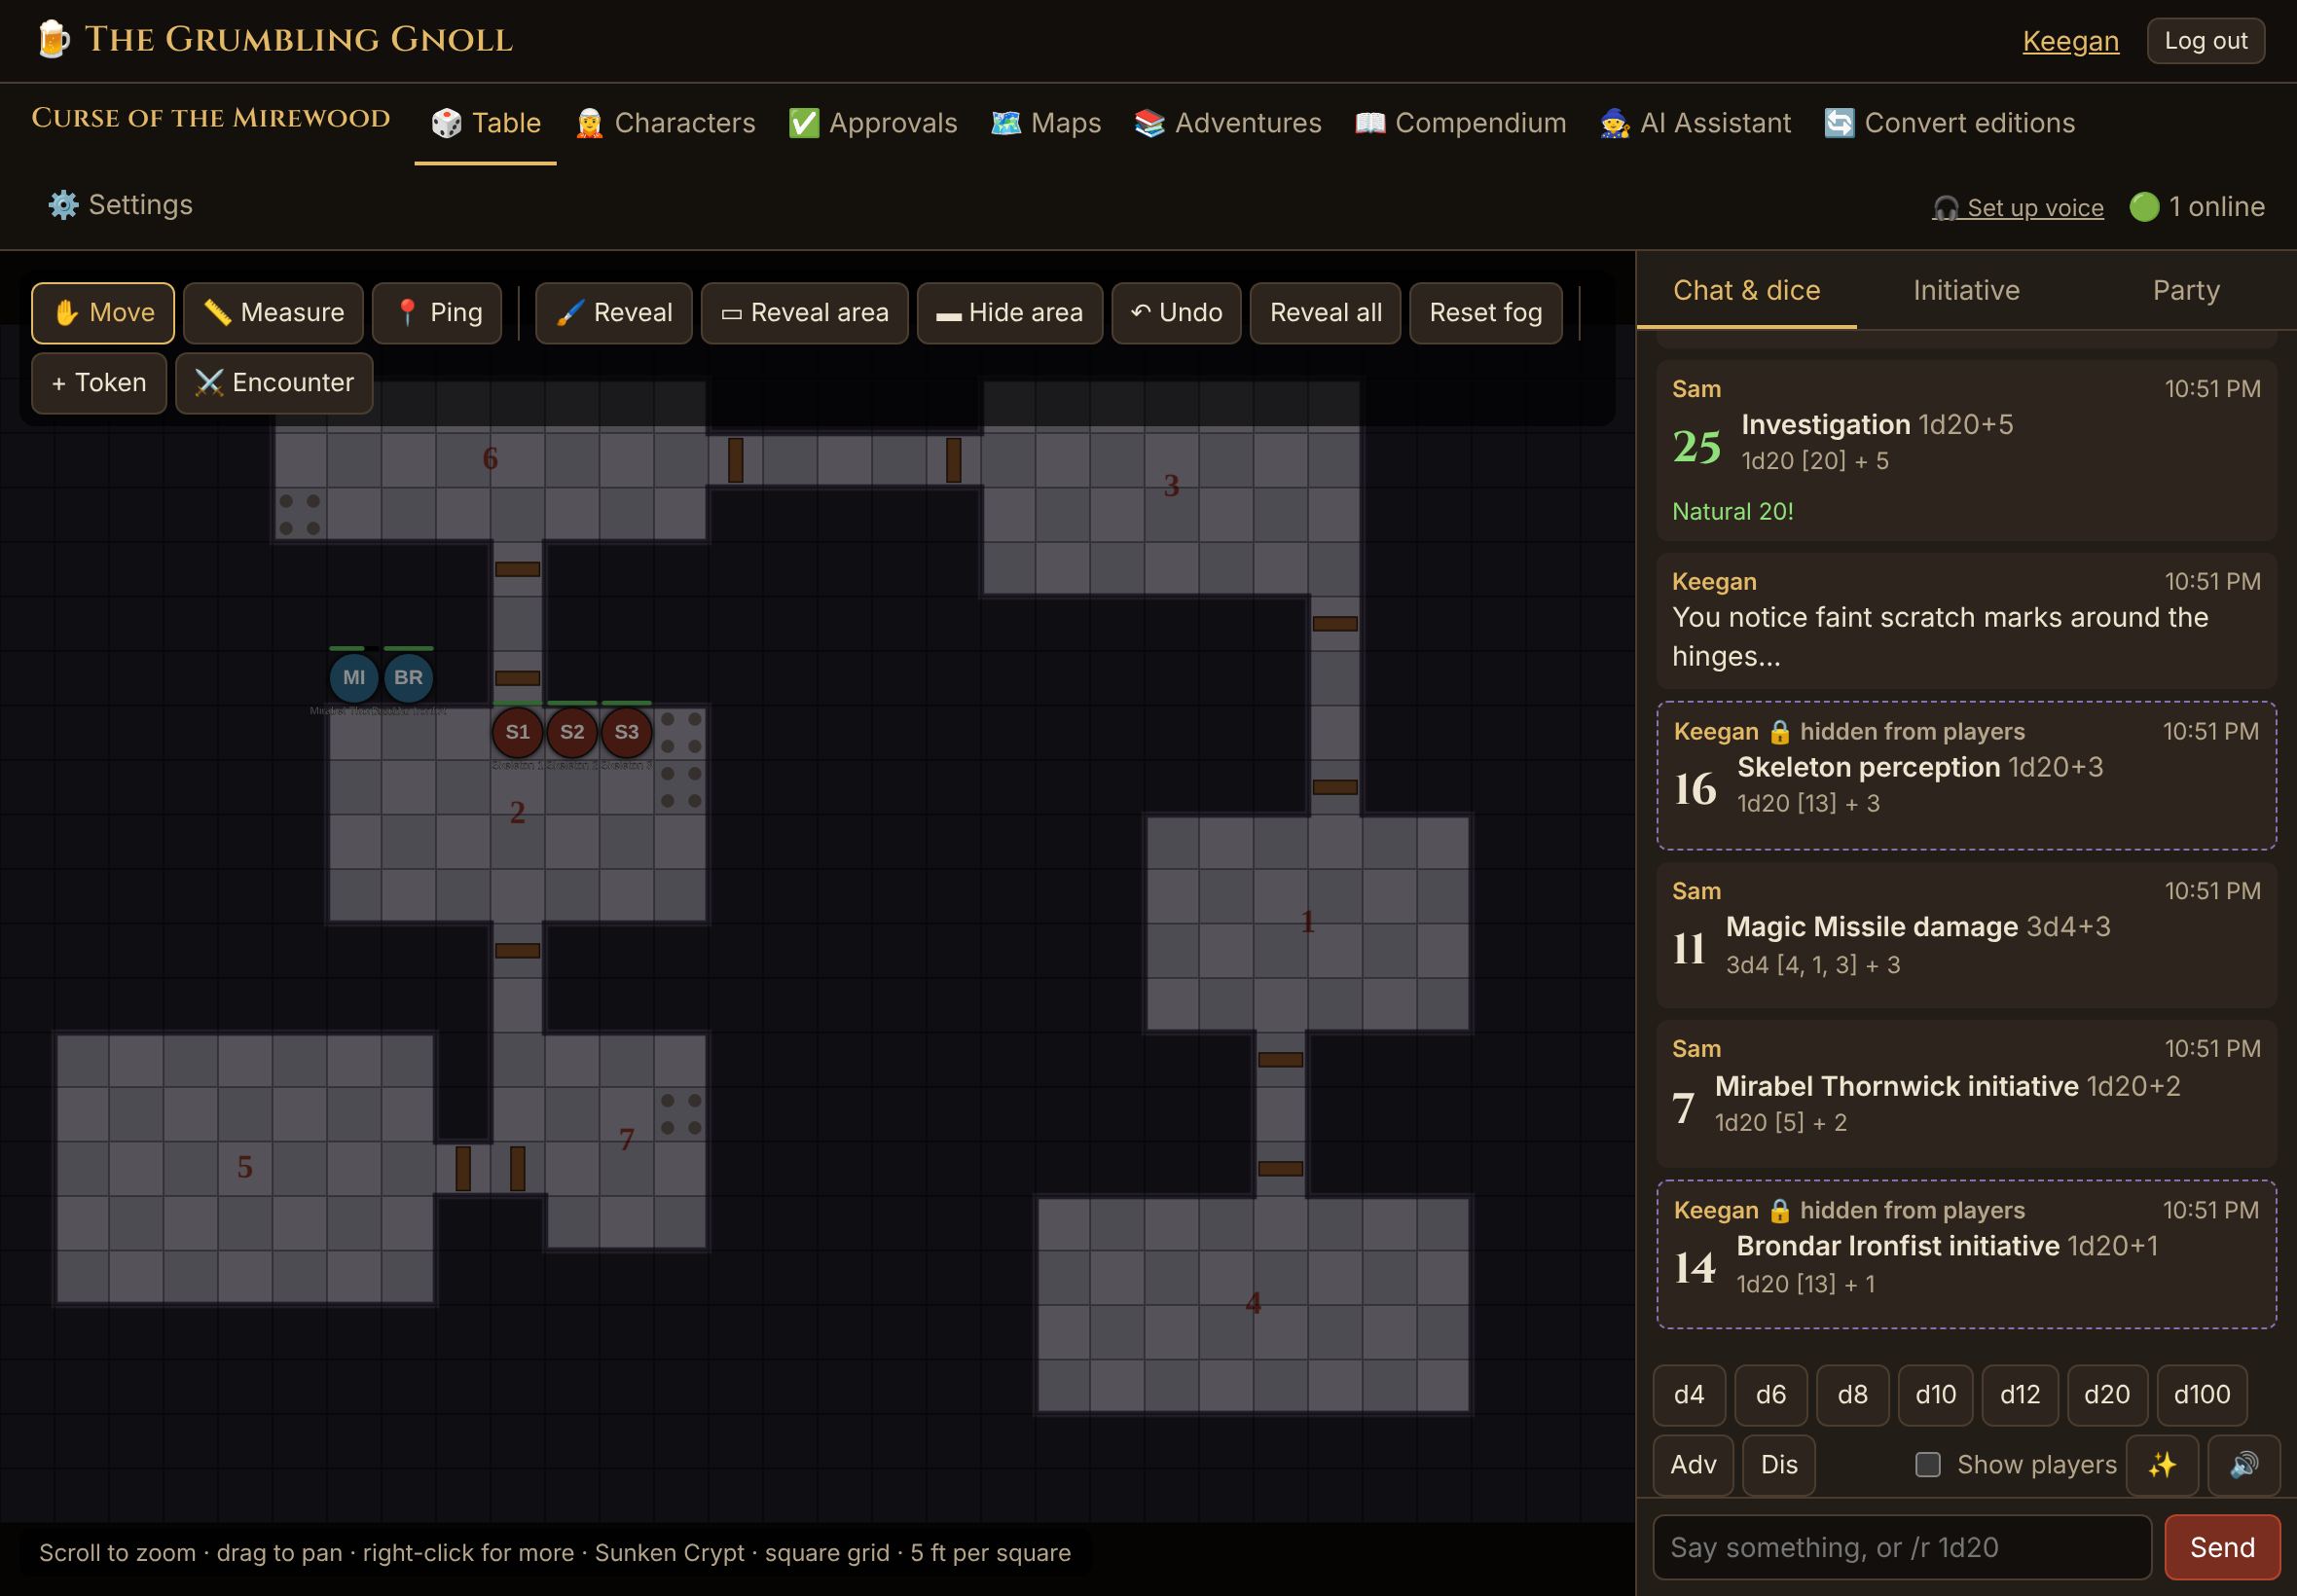 🍺 The Grumbling Gnoll
Keegan
Log out
Curse of the Mirewood
🎲 Table
🧝 Characters
✅ Approvals
🗺️ Maps
📚 Adventures
📖 Compendium
🧙 AI Assistant
🔄 Convert editions
⚙️ Settings
🎧 Set up voice
🟢 1 online
✋ Move
📏 Measure
📍 Ping
🖌️ Reveal
▭ Reveal area
▬ Hide area
↶ Undo
Reveal all
Reset fog
+ Token
⚔️ Encounter
6
3
MI
BR
S1
S2
S3
2
1
7
5
4
Scroll to zoom · drag to pan · right-click for more · Sunken Crypt · square grid · 5 ft per square
Chat & dice
Initiative
Party
Sam 10:51 PM
25 Investigation 1d20+5
1d20 [20] + 5
Natural 20!
Keegan 10:51 PM
You notice faint scratch marks around the
hinges...
Keegan 🔒 hidden from players 10:51 PM
16 Skeleton perception 1d20+3
1d20 [13] + 3
Sam 10:51 PM
11 Magic Missile damage 3d4+3
3d4 [4, 1, 3] + 3
Sam 10:51 PM
7 Mirabel Thornwick initiative 1d20+2
1d20 [5] + 2
Keegan 🔒 hidden from players 10:51 PM
14 Brondar Ironfist initiative 1d20+1
1d20 [13] + 1
d4
d6
d8
d10
d12
d20
d100
Adv
Dis
Show players
✨
🔊
Say something, or /r 1d20
Send